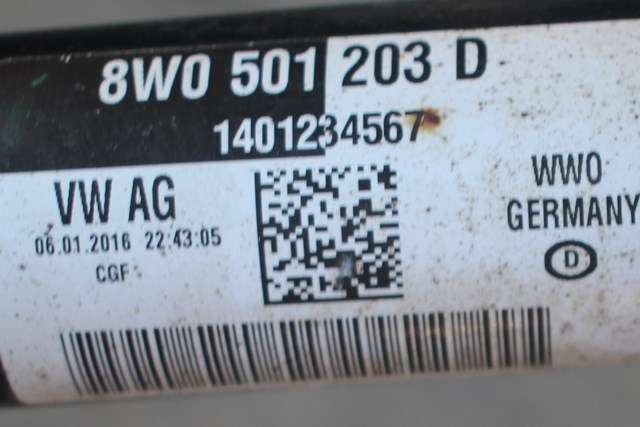 8W0 501 203 D
1401234567
VW AG
06.01.2016 22:43:05
CGF
WWO
GERMANY
D